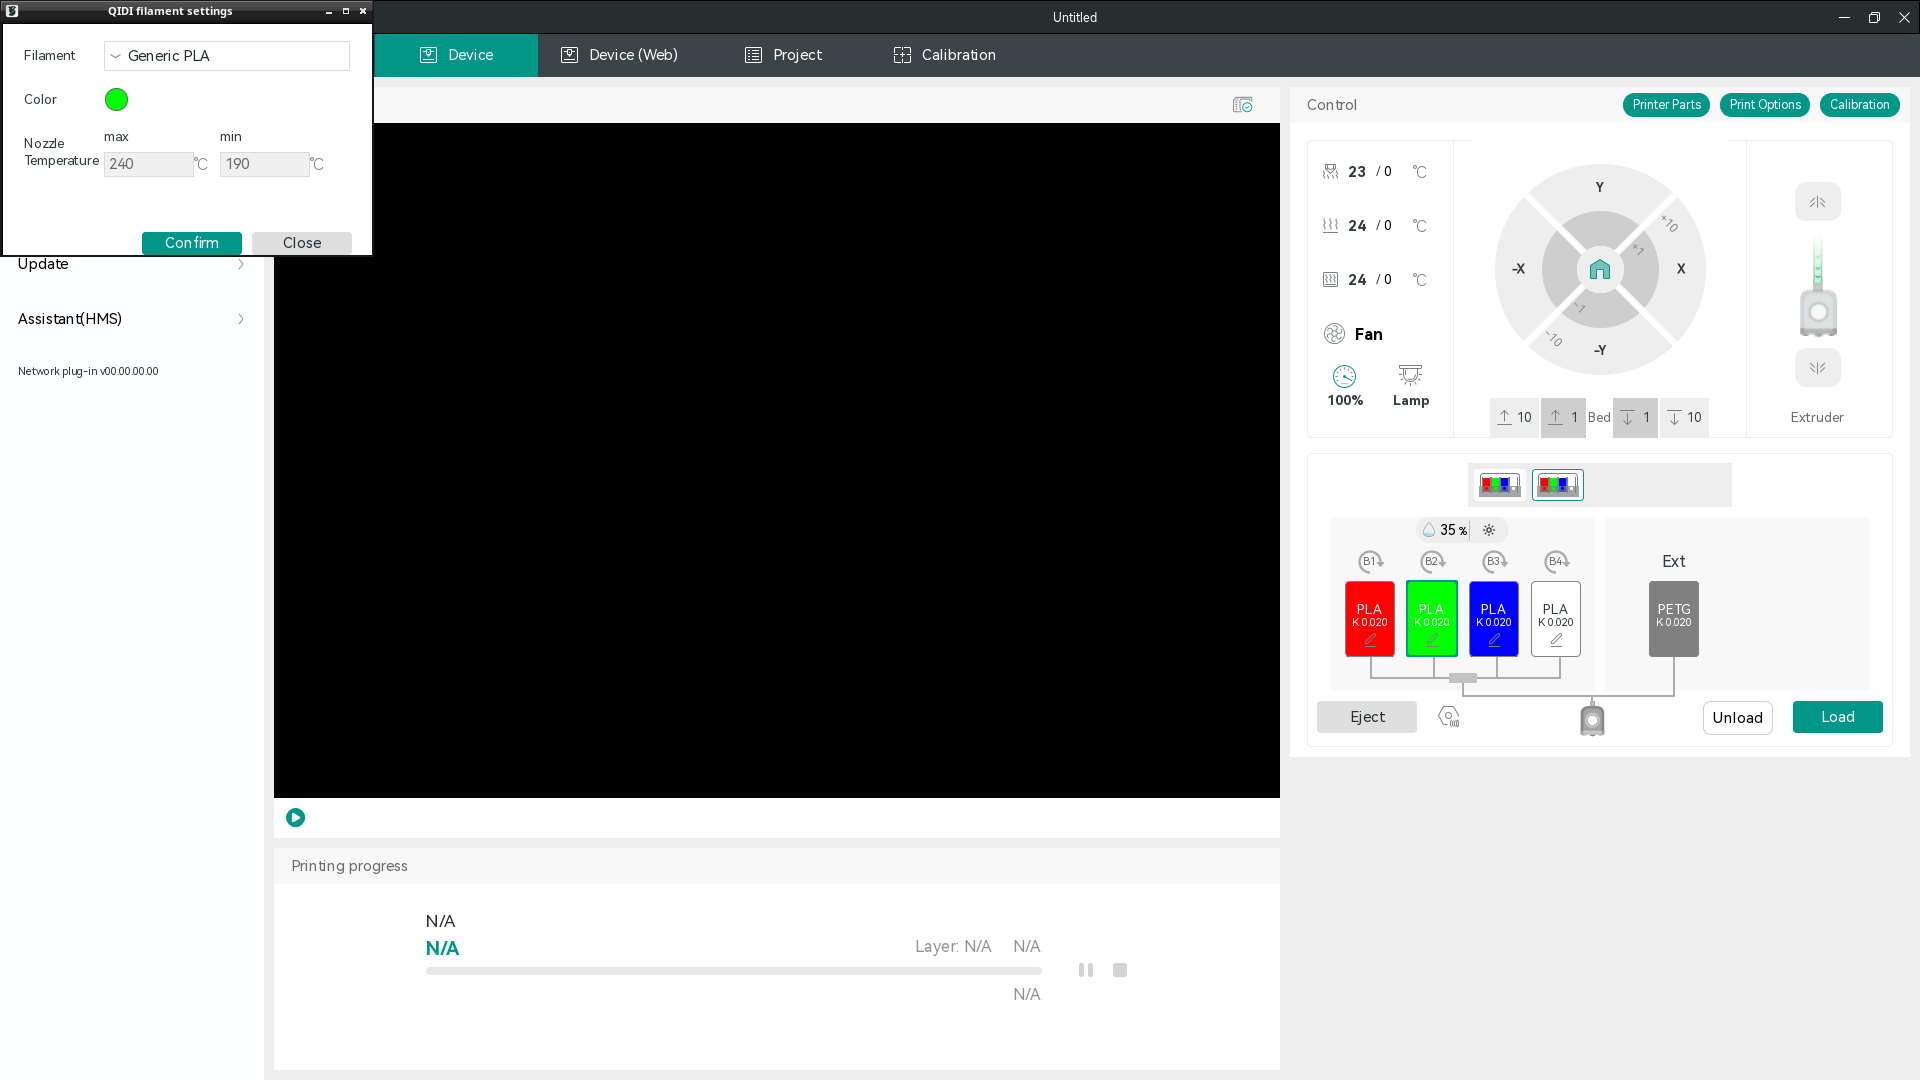 QIDI filament settings
Untitled
Filament
Generic PLA
Color
max
min
Nozzle
Temperature
240
°C
190
°C
Confirm
Close
Device
Device (Web)
Project
Calibration
Update
Assistant(HMS)
Network plug-in v00.00.00.00
Printing progress
N/A
N/A
Layer: N/A
N/A
N/A
Control
Printer Parts
Print Options
Calibration
23 / 0 °C
24 / 0 °C
24 / 0 °C
Fan
100%
Lamp
Y
+10
+1
-X
X
-1
-10
-Y
10
1
Bed
1
10
Extruder
35 %
B1
B2
B3
B4
Ext
PLA
K 0.020
PLA
K 0.020
PLA
K 0.020
PLA
K 0.020
PETG
K 0.020
Eject
Unload
Load